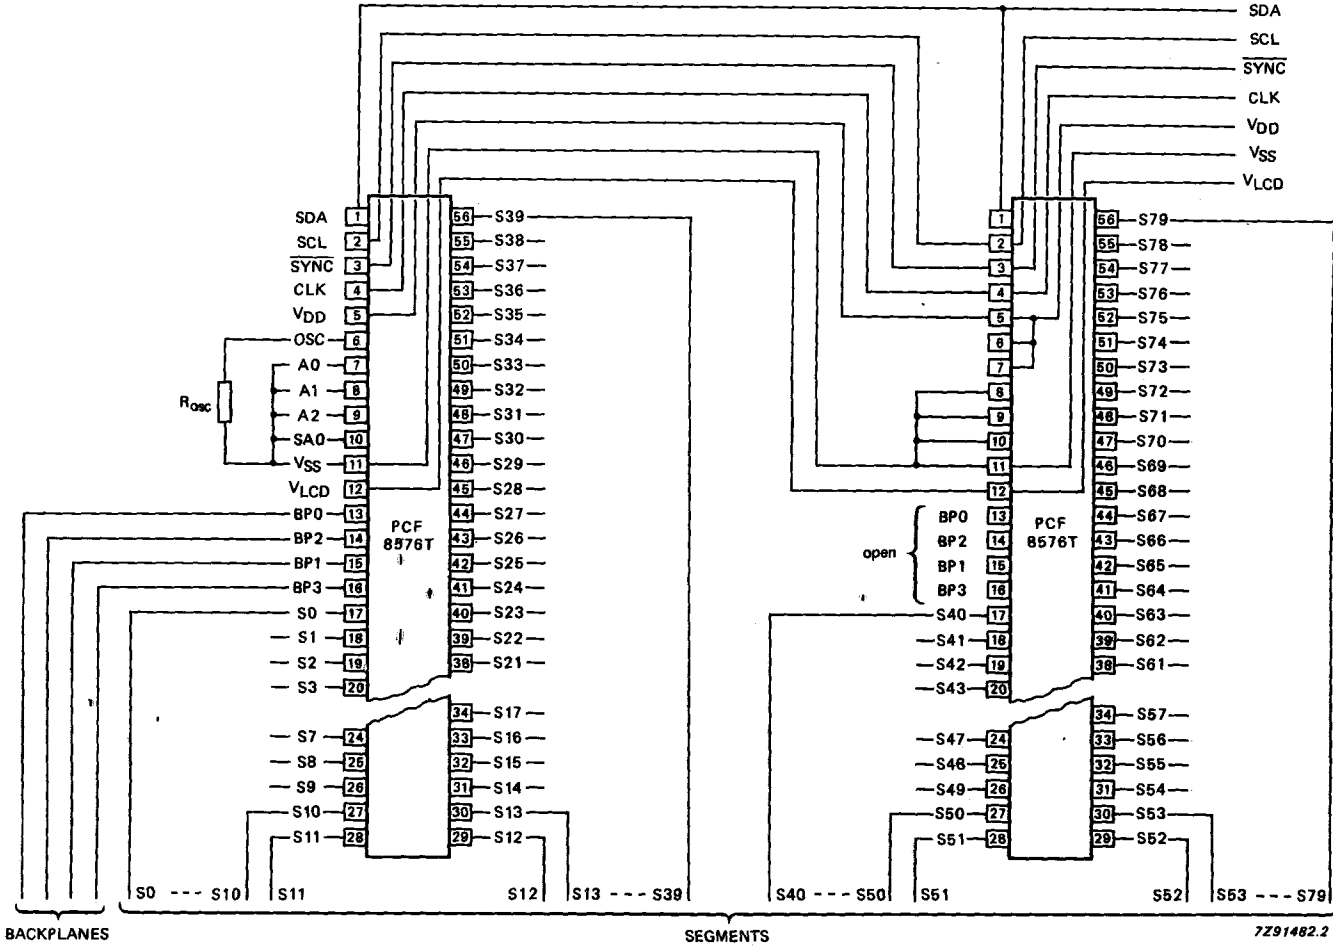 SDA
SCL
SYNC
CLK
VDD
VSS
VLCD
SDA 1
SCL 2
SYNC 3
CLK 4
VDD 5
OSC 6
A0 7
A1 8
A2 9
SA0 10
VSS 11
VLCD 12
BP0 13
BP2 14
BP1 15
BP3 16
S0 17
S1 18
S2 19
S3 20
S7 24
S8 25
S9 26
S10 27
S11 28
ROSC
PCF
8576T
56 S39
55 S38
54 S37
53 S36
52 S35
51 S34
50 S33
49 S32
48 S31
47 S30
46 S29
45 S28
44 S27
43 S26
42 S25
41 S24
40 S23
39 S22
38 S21
34 S17
33 S16
32 S15
31 S14
30 S13
29 S12
1
2
3
4
5
6
7
8
9
10
11
12
open
BP0 13
BP2 14
BP1 15
BP3 16
S40 17
S41 18
S42 19
S43 20
S47 24
S48 25
S49 26
S50 27
S51 28
PCF
8576T
56 S79
55 S78
54 S77
53 S76
52 S75
51 S74
50 S73
49 S72
48 S71
47 S70
46 S69
45 S68
44 S67
43 S66
42 S65
41 S64
40 S63
39 S62
38 S61
34 S57
33 S56
32 S55
31 S54
30 S53
29 S52
S0 --- S10 S11 S12 S13 --- S39 S40 --- S50 S51 S52 S53 --- S79
BACKPLANES
SEGMENTS
7Z91482.2